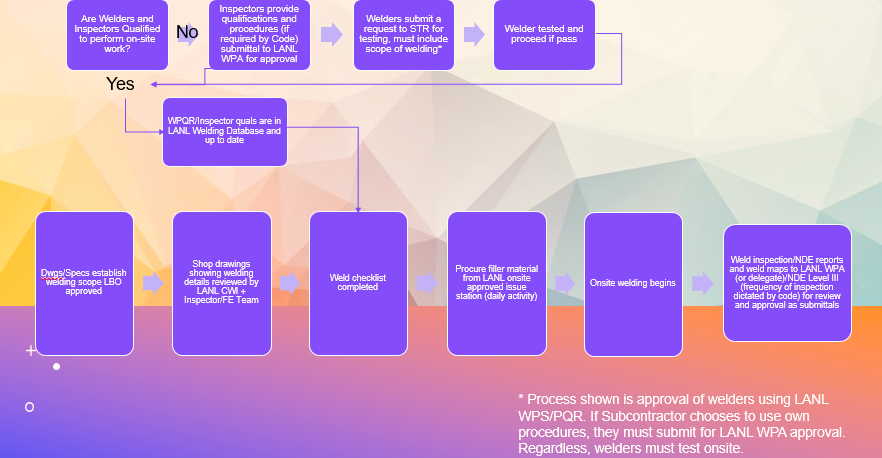 Are Welders and
Inspectors Qualified
to perform on-site
work?
No
Inspectors provide
qualifications and
procedures (if
required by Code)
submittal to LANL
WPA for approval
Welders submit a
request to STR for
testing, must include
scope of welding*
Welder tested and
proceed if pass
Yes
WPQR/Inspector quals are in
LANL Welding Database and
up to date
Dwgs/Specs establish
welding scope LBO
approved
Shop drawings
showing welding
details reviewed by
LANL CWI +
Inspector/FE Team
Weld checklist
completed
Procure filler material
from LANL onsite
approved issue
station (daily activity)
Onsite welding begins
Weld inspection/NDE reports
and weld maps to LANL WPA
(or delegate)/NDE Level III
(frequency of inspection
dictated by code) for review
and approval as submittals
* Process shown is approval of welders using LANL
WPS/PQR. If Subcontractor chooses to use own
procedures, they must submit for LANL WPA approval.
Regardless, welders must test onsite.